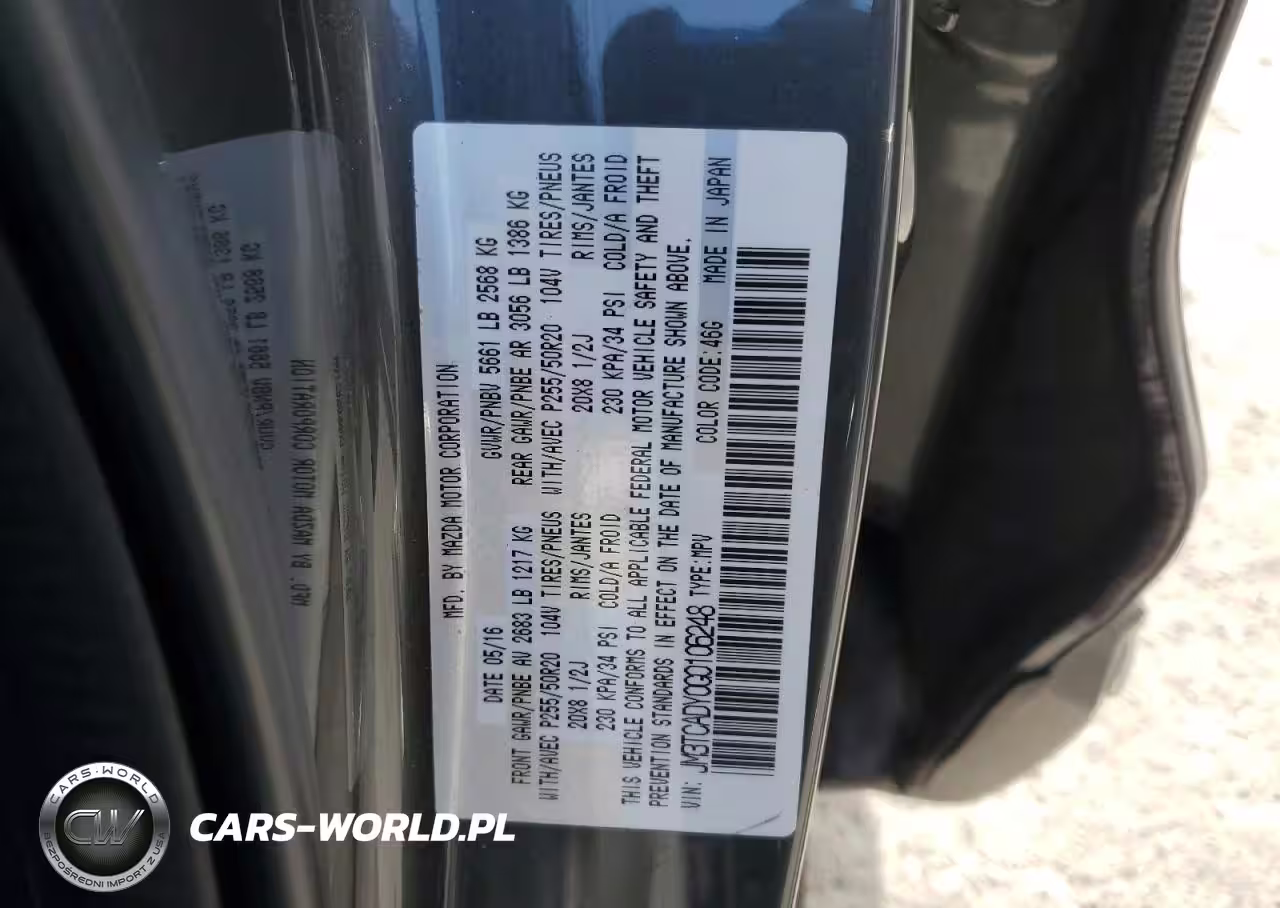 MFD. BY MAZDA MOTOR CORPORATION
DATE 05/16 GVWR/PNBV 5661 LB 2568 KG
FRONT GAWR/PNBE AV 2683 LB 1217 KG REAR GAWR/PNBE AR 3056 LB 1386 KG
WITH/AVEC P255/50R20 104V TIRES/PNEUS WITH/AVEC P255/50R20 104V TIRES/PNEUS
20X8 1/2J RIMS/JANTES 20X8 1/2J RIMS/JANTES
230 KPA/34 PSI COLD/A FROID 230 KPA/34 PSI COLD/A FROID
THIS VEHICLE CONFORMS TO ALL APPLICABLE FEDERAL MOTOR VEHICLE SAFETY AND THEFT
PREVENTION STANDARDS IN EFFECT ON THE DATE OF MANUFACTURE SHOWN ABOVE.
VIN: JM3TCADY0G0106248 TYPE:MPV COLOR CODE:46G MADE IN JAPAN
CARS-WORLD
CW
BEZPOŚREDNI IMPORT Z USA
CARS-WORLD.PL